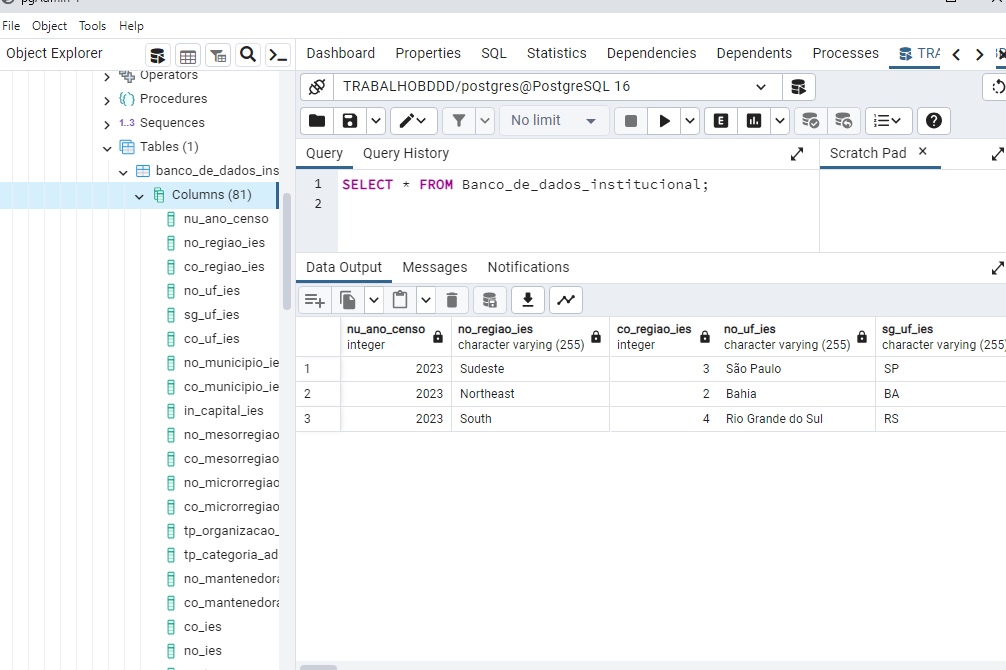 File Object Tools Help
Object Explorer
Dashboard Properties SQL Statistics Dependencies Dependents Processes TRA
TRABALHOBDDD/postgres@PostgreSQL 16
No limit
E
Query Query History
Scratch Pad
1 SELECT * FROM Banco_de_dados_institucional;
2
Operators
Procedures
1..3 Sequences
Tables (1)
banco_de_dados_ins
Columns (81)
nu_ano_censo
no_regiao_ies
co_regiao_ies
no_uf_ies
sg_uf_ies
co_uf_ies
no_municipio_ie
co_municipio_ie
in_capital_ies
no_mesorregiao
co_mesorregiao
no_microrregiao
co_microrregiao
tp_organizacao_
tp_categoria_ad
no_mantenedora
co_mantenedora
co_ies
no_ies
Data Output Messages Notifications
nu_ano_censo no_regiao_ies co_regiao_ies no_uf_ies sg_uf_ies
integer character varying (255) integer character varying (255) character varying (255)
1 2023 Sudeste 3 São Paulo SP
2 2023 Northeast 2 Bahia BA
3 2023 South 4 Rio Grande do Sul RS